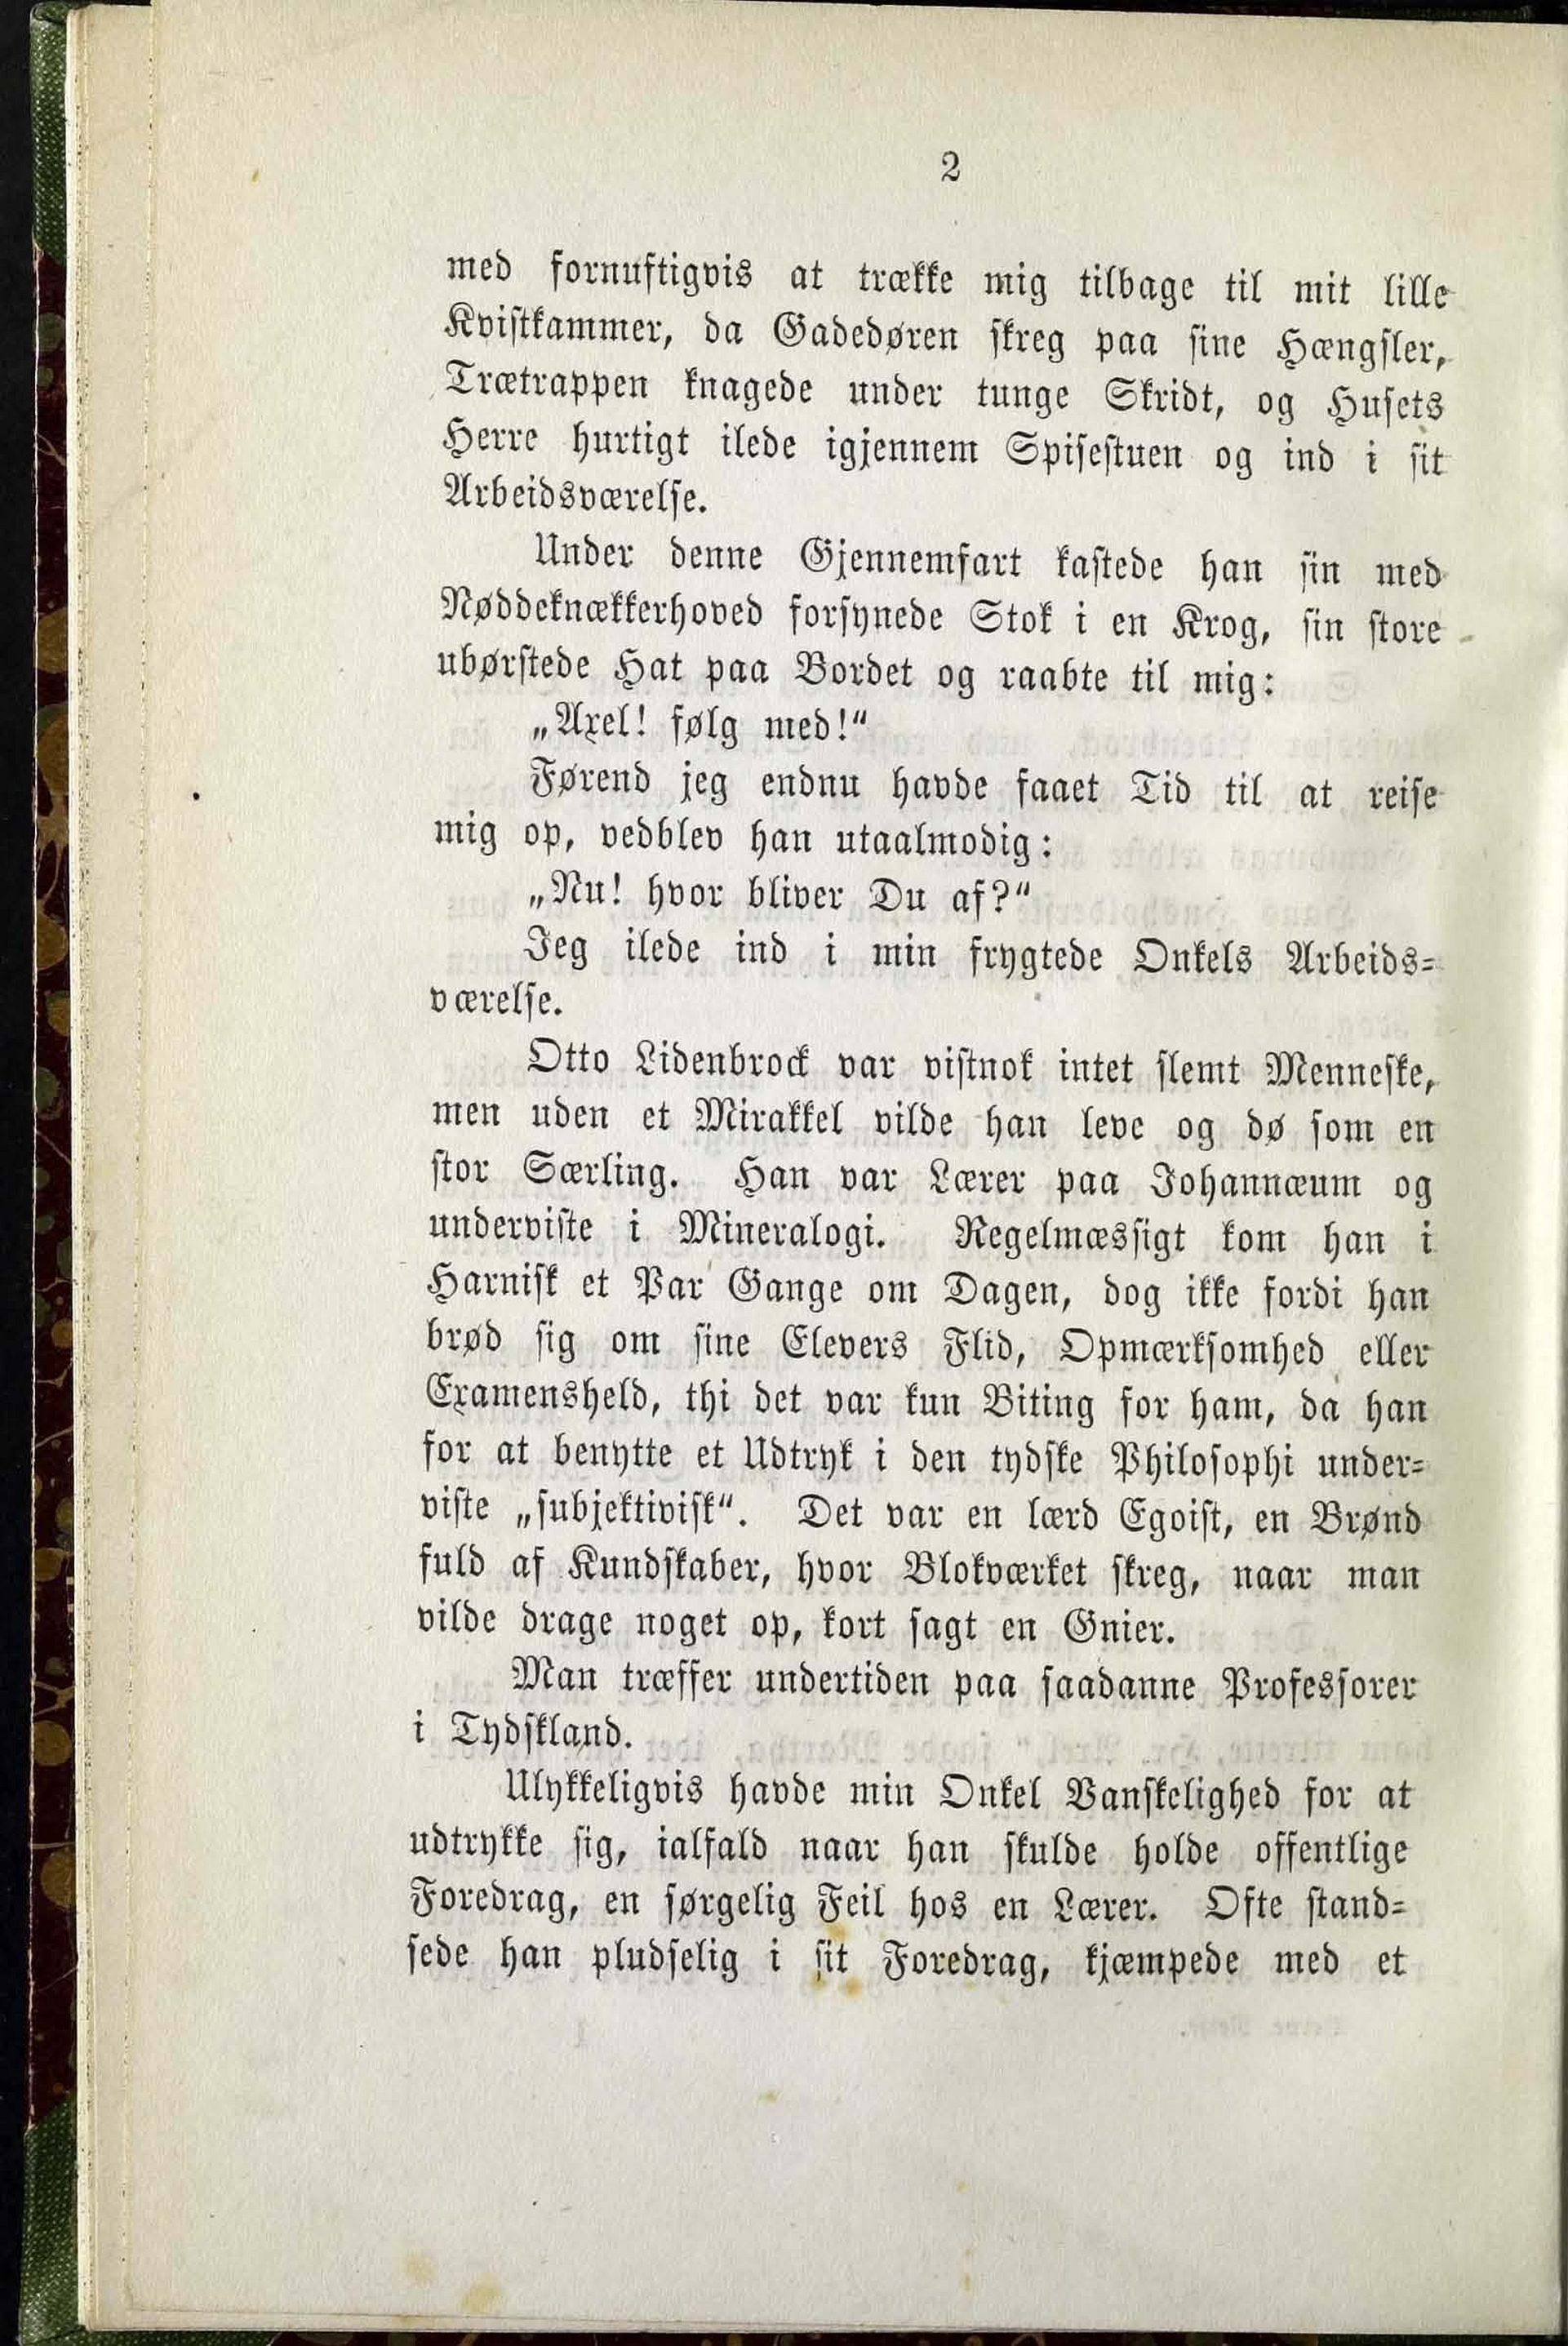 2
med fornuftigvis at trække mig tilbage til mit lille
Kvistkammer, da Gadedøren skreg paa sine Hængsler,
Trætrappen knagede under tunge Skridt, og Husets
Herre hurtigt ilede igjennem Spisestuen og ind i sit
Arbeidsværelse.
Under denne Gjennemfart kastede han sin med
Nøddeknækkerhoved forsynede Stok i en Krog, sin store
ubørstede Hat paa Bordet og raabte til mig:
„Axel! følg med!“
Førend jeg endnu havde faaet Tid til at reise
mig op, vedblev han utaalmodig:
„Nu! hvor bliver Du af?“
Jeg ilede ind i min frygtede Onkels Arbeids=
værelse.
Otto Lidenbrock var vistnok intet slemt Menneske,
men uden et Mirakkel vilde han leve og dø som en
stor Særling. Han var Lærer paa Johannæum og
underviste i Mineralogi. Regelmæssigt kom han i
Harnisk et Par Gange om Dagen, dog ikke fordi han
brød sig om sine Elevers Flid, Opmærksomhed eller
Examensheld, thi det var kun Biting for ham, da han
for at benytte et Udtryk i den tydske Philosophi under=
viste „subjektivisk“. Det var en lærd Egoist, en Brønd
fuld af Kundskaber, hvor Blokværket skreg, naar man
vilde drage noget op, kort sagt en Gnier.
Man træffer undertiden paa saadanne Professorer
i Tydskland.
Ulykkeligvis havde min Onkel Vanskelighed for at
udtrykke sig, ialfald naar han skulde holde offentlige
Foredrag, en sørgelig Feil hos en Lærer. Ofte stand=
sede han pludselig i sit Foredrag, kjæmpede med et